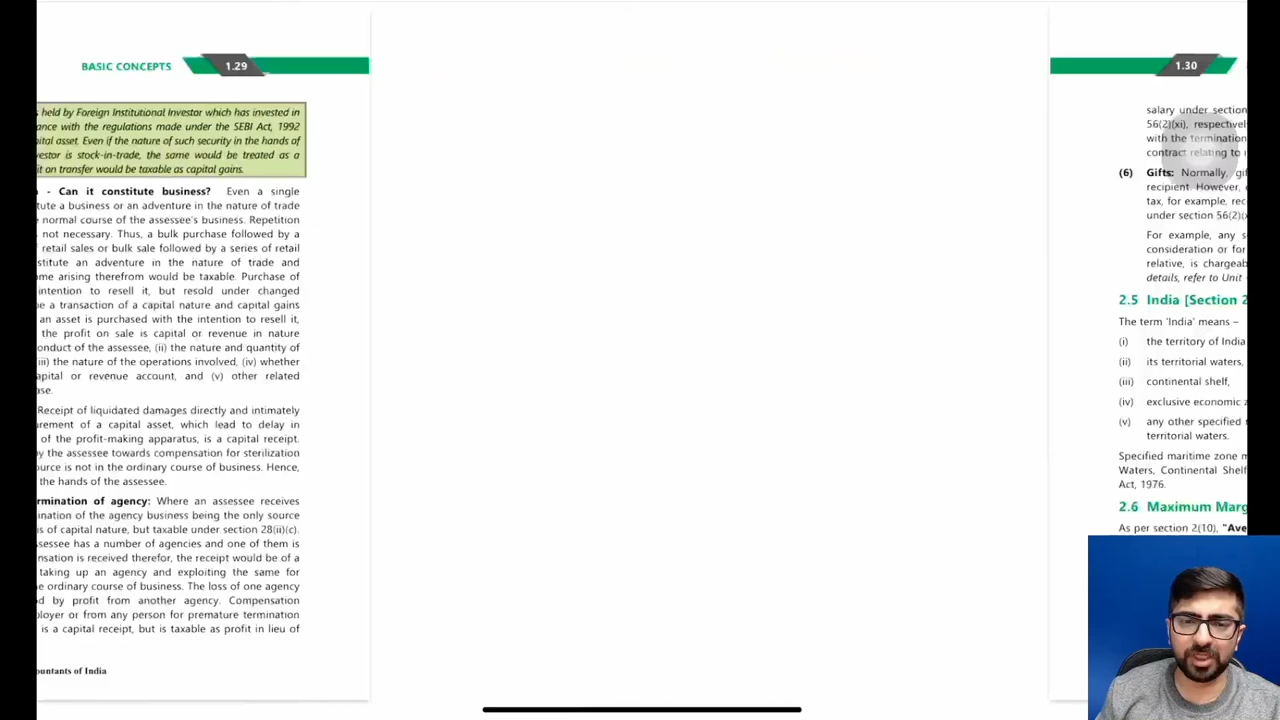 BASIC CONCEPTS 1.29
held by Foreign Institutional Investor which has invested in
ance with the regulations made under the SEBI Act, 1992
ital asset. Even if the nature of such security in the hands of
vestor is stock-in-trade, the same would be treated as a
it on transfer would be taxable as capital gains.
- Can it constitute business? Even a single
tute a business or an adventure in the nature of trade
normal course of the assessee's business. Repetition
not necessary. Thus, a bulk purchase followed by a
retail sales or bulk sale followed by a series of retail
stitute an adventure in the nature of trade and
me arising therefrom would be taxable. Purchase of
intention to resell it, but resold under changed
e a transaction of a capital nature and capital gains
an asset is purchased with the intention to resell it,
the profit on sale is capital or revenue in nature
onduct of the assessee, (ii) the nature and quantity of
iii) the nature of the operations involved, (iv) whether
apital or revenue account, and (v) other related
ase.
Receipt of liquidated damages directly and intimately
urement of a capital asset, which lead to delay in
of the profit-making apparatus, is a capital receipt.
y the assessee towards compensation for sterilization
ource is not in the ordinary course of business. Hence,
the hands of the assessee.
rmination of agency: Where an assessee receives
ination of the agency business being the only source
is of capital nature, but taxable under section 28(ii)(c).
ssessee has a number of agencies and one of them is
nsation is received therefor, the receipt would be of a
taking up an agency and exploiting the same for
e ordinary course of business. The loss of one agency
d by profit from another agency. Compensation
ployer or from any person for premature termination
is a capital receipt, but is taxable as profit in lieu of
ountants of India
1.30
salary under section
56(2)(xi), respectivel
with the termination
contract relating to i
(6) Gifts: Normally, gif
recipient. However,
tax, for example, rec
under section 56(2)(x
For example, any s
consideration or for
relative, is chargeab
details, refer to Unit
2.5 India [Section 2
The term 'India' means –
(i) the territory of India
(ii) its territorial waters,
(iii) continental shelf,
(iv) exclusive economic z
(v) any other specified
territorial waters.
Specified maritime zone m
Waters, Continental Shelf
Act, 1976.
2.6 Maximum Marg
As per section 2(10), "Ave